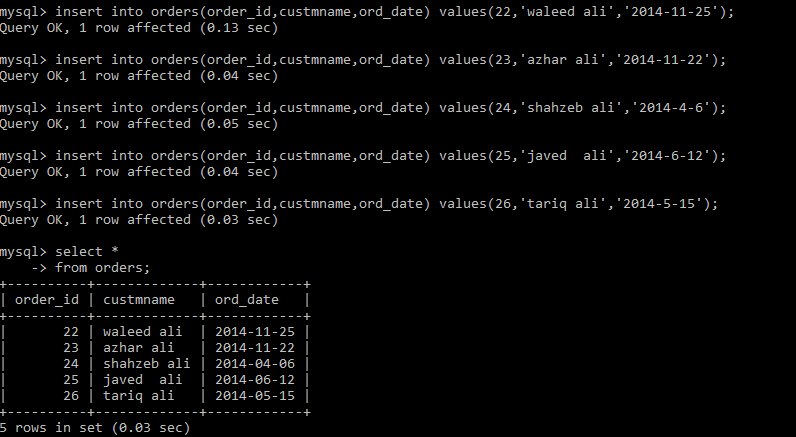 mysql> insert into orders(order_id,custmname,ord_date) values(22,'waleed ali','2014-11-25');
Query OK, 1 row affected (0.13 sec)
mysql> insert into orders(order_id,custmname,ord_date) values(23,'azhar ali','2014-11-22');
Query OK, 1 row affected (0.04 sec)
mysql> insert into orders(order_id,custmname,ord_date) values(24,'shahzeb ali','2014-4-6');
Query OK, 1 row affected (0.05 sec)
mysql> insert into orders(order_id,custmname,ord_date) values(25,'javed  ali','2014-6-12');
Query OK, 1 row affected (0.04 sec)
mysql> insert into orders(order_id,custmname,ord_date) values(26,'tariq ali','2014-5-15');
Query OK, 1 row affected (0.03 sec)
mysql> select *
    -> from orders;
+----------+-------------+------------+
| order_id | custmname   | ord_date   |
+----------+-------------+------------+
|       22 | waleed ali  | 2014-11-25 |
|       23 | azhar ali   | 2014-11-22 |
|       24 | shahzeb ali | 2014-04-06 |
|       25 | javed  ali  | 2014-06-12 |
|       26 | tariq ali   | 2014-05-15 |
+----------+-------------+------------+
5 rows in set (0.03 sec)